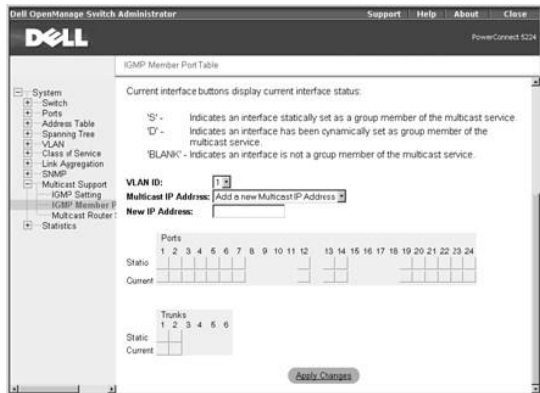 Dell OpenManage Switch Administrator
Support Help About Close
DELL
PowerConnect 5224
IGMP Member Port Table
System
Switch
Ports
Address Table
Spanning Tree
VLAN
Class of Service
Link Aggregation
SNMP
Multicast Support
IGMP Setting
IGMP Member P
Multicast Router
Statistics
Current interface buttons display current interface status:
'S' - Indicates an interface statically set as a group member of the multicast service.
'D' - Indicates an interface has been cynamically set as group member of the
multicast service.
'BLANK' - Indicates an interface is not a group member of the multicast service.
VLAN ID: 1
Multicast IP Address: Add a new Multicast IP Address
New IP Address:
Ports
1 2 3 4 5 6 7 8 9 10 11 12 13 14 15 16 17 18 19 20 21 22 23 24
Static
Current
Trunks
1 2 3 4 5 6
Static
Current
Apply Changes